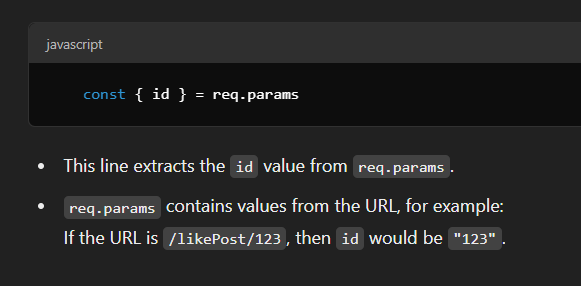 javascript
const { id } = req.params
This line extracts the id value from req.params.
req.params contains values from the URL, for example:
If the URL is /likePost/123, then id would be "123".